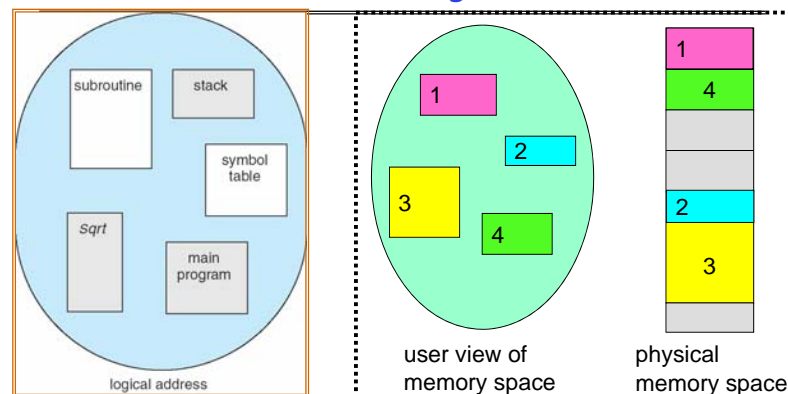 subroutine
stack
symbol
table
Sqrt
main
program
logical address
1
2
3
4
user view of
memory space
1
4
2
3
physical
memory space